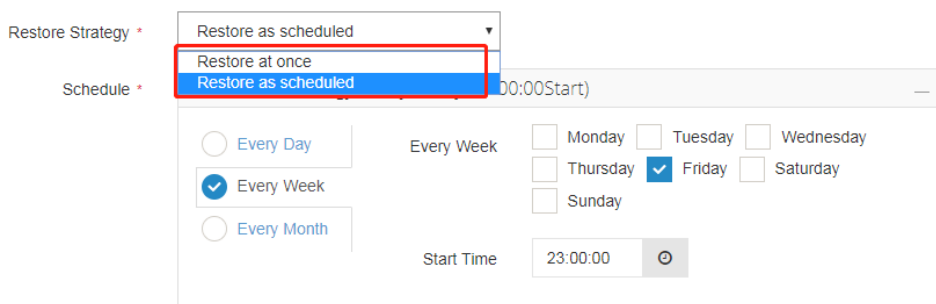 Restore Strategy * Restore as scheduled
Restore at once
Restore as scheduled
Schedule * 00:00Start)
Every Day
Every Week
Every Month
Every Week Monday Tuesday Wednesday
Thursday Friday Saturday
Sunday
Start Time 23:00:00